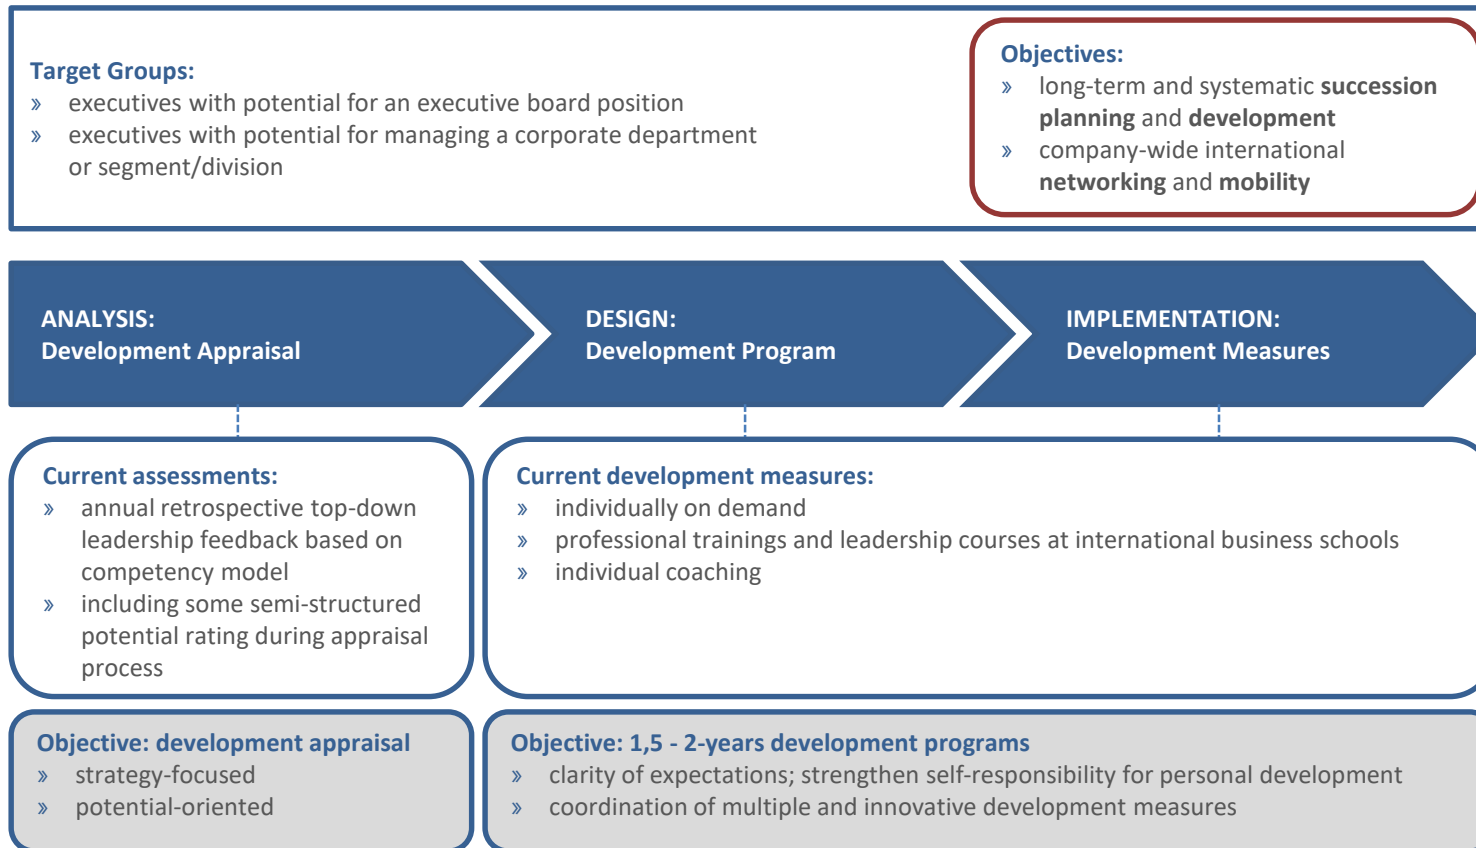 Target Groups:
» executives with potential for an executive board position
» executives with potential for managing a corporate department
or segment/division
Objectives:
» long-term and systematic succession
planning and development
» company-wide international
networking and mobility
ANALYSIS:
Development Appraisal
DESIGN:
Development Program
IMPLEMENTATION:
Development Measures
Current assessments:
» annual retrospective top-down
leadership feedback based on
competency model
» including some semi-structured
potential rating during appraisal
process
Current development measures:
» individually on demand
» professional trainings and leadership courses at international business schools
» individual coaching
Objective: development appraisal
» strategy-focused
» potential-oriented
Objective: 1,5 - 2-years development programs
» clarity of expectations; strengthen self-responsibility for personal development
» coordination of multiple and innovative development measures